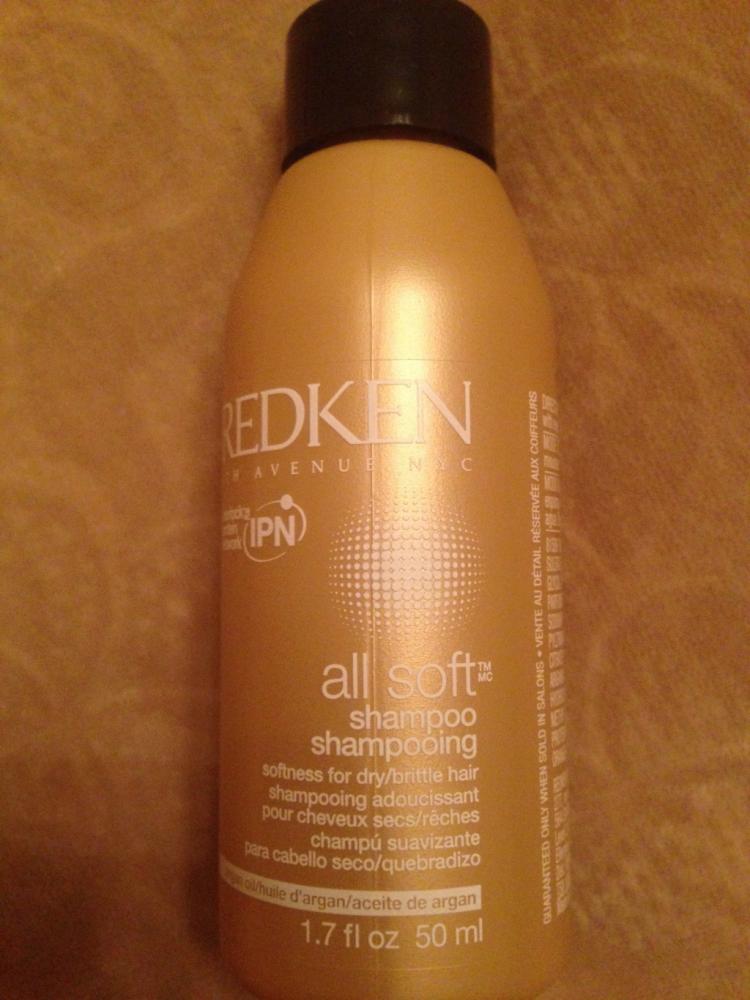 REDKEN
H AVENUE NYC
IPN
all soft™ MC
shampoo
shampooing
softness for dry/brittle hair
shampooing adoucissant
pour cheveux secs/rêches
champú suavizante
para cabello seco/quebradizo
oil/huile d'argan/aceite de argan
1.7 fl oz 50 ml
GUARANTEED ONLY WHEN SOLD IN SALONS • VENTE AU DÉTAIL RÉSERVÉE AUX COIFFEURS